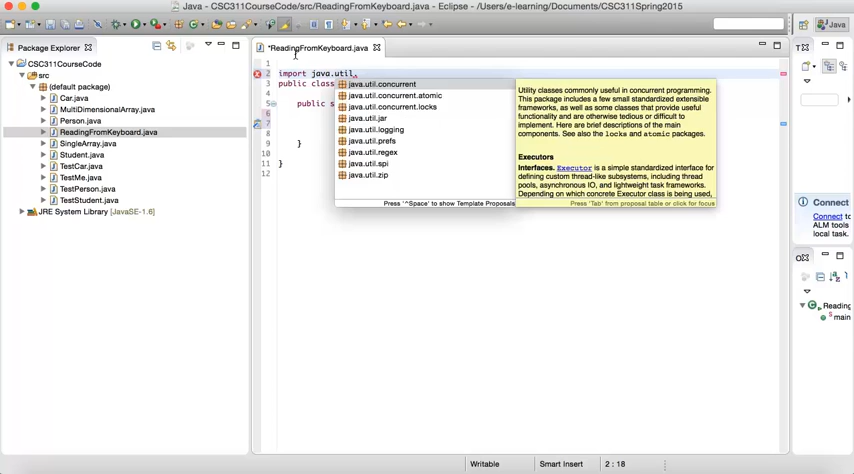 Java - CSC311CourseCode/src/ReadingFromKeyboard.java - Eclipse - /Users/e-learning/Documents/CSC311Spring2015
Java
Package Explorer
CSC311CourseCode
src
(default package)
Car.java
MultiDimensionalArray.java
Person.java
ReadingFromKeyboard.java
SingleArray.java
Student.java
TestCar.java
TestMe.java
TestPerson.java
TestStudent.java
JRE System Library [JavaSE-1.6]
*ReadingFromKeyboard.java
1
2 import java.util.
3 public class
4
5 public s
6
7
8
9 }
10
11 }
12
java.util.concurrent
java.util.concurrent.atomic
java.util.concurrent.locks
java.util.jar
java.util.logging
java.util.prefs
java.util.regex
java.util.spi
java.util.zip
Press '^Space' to show Template Proposals
Utility classes commonly useful in concurrent programming.
This package includes a few small standardized extensible
frameworks, as well as some classes that provide useful
functionality and are otherwise tedious or difficult to
implement. Here are brief descriptions of the main
components. See also the locks and atomic packages.
Executors
Interfaces. Executor is a simple standardized interface for
defining custom thread-like subsystems, including thread
pools, asynchronous IO, and lightweight task frameworks.
Depending on which concrete Executor class is being used,
Press 'Tab' from proposal table or click for focus
Connect
Connect to
ALM tools
local task.
Reading
main
Writable
Smart Insert
2 : 18